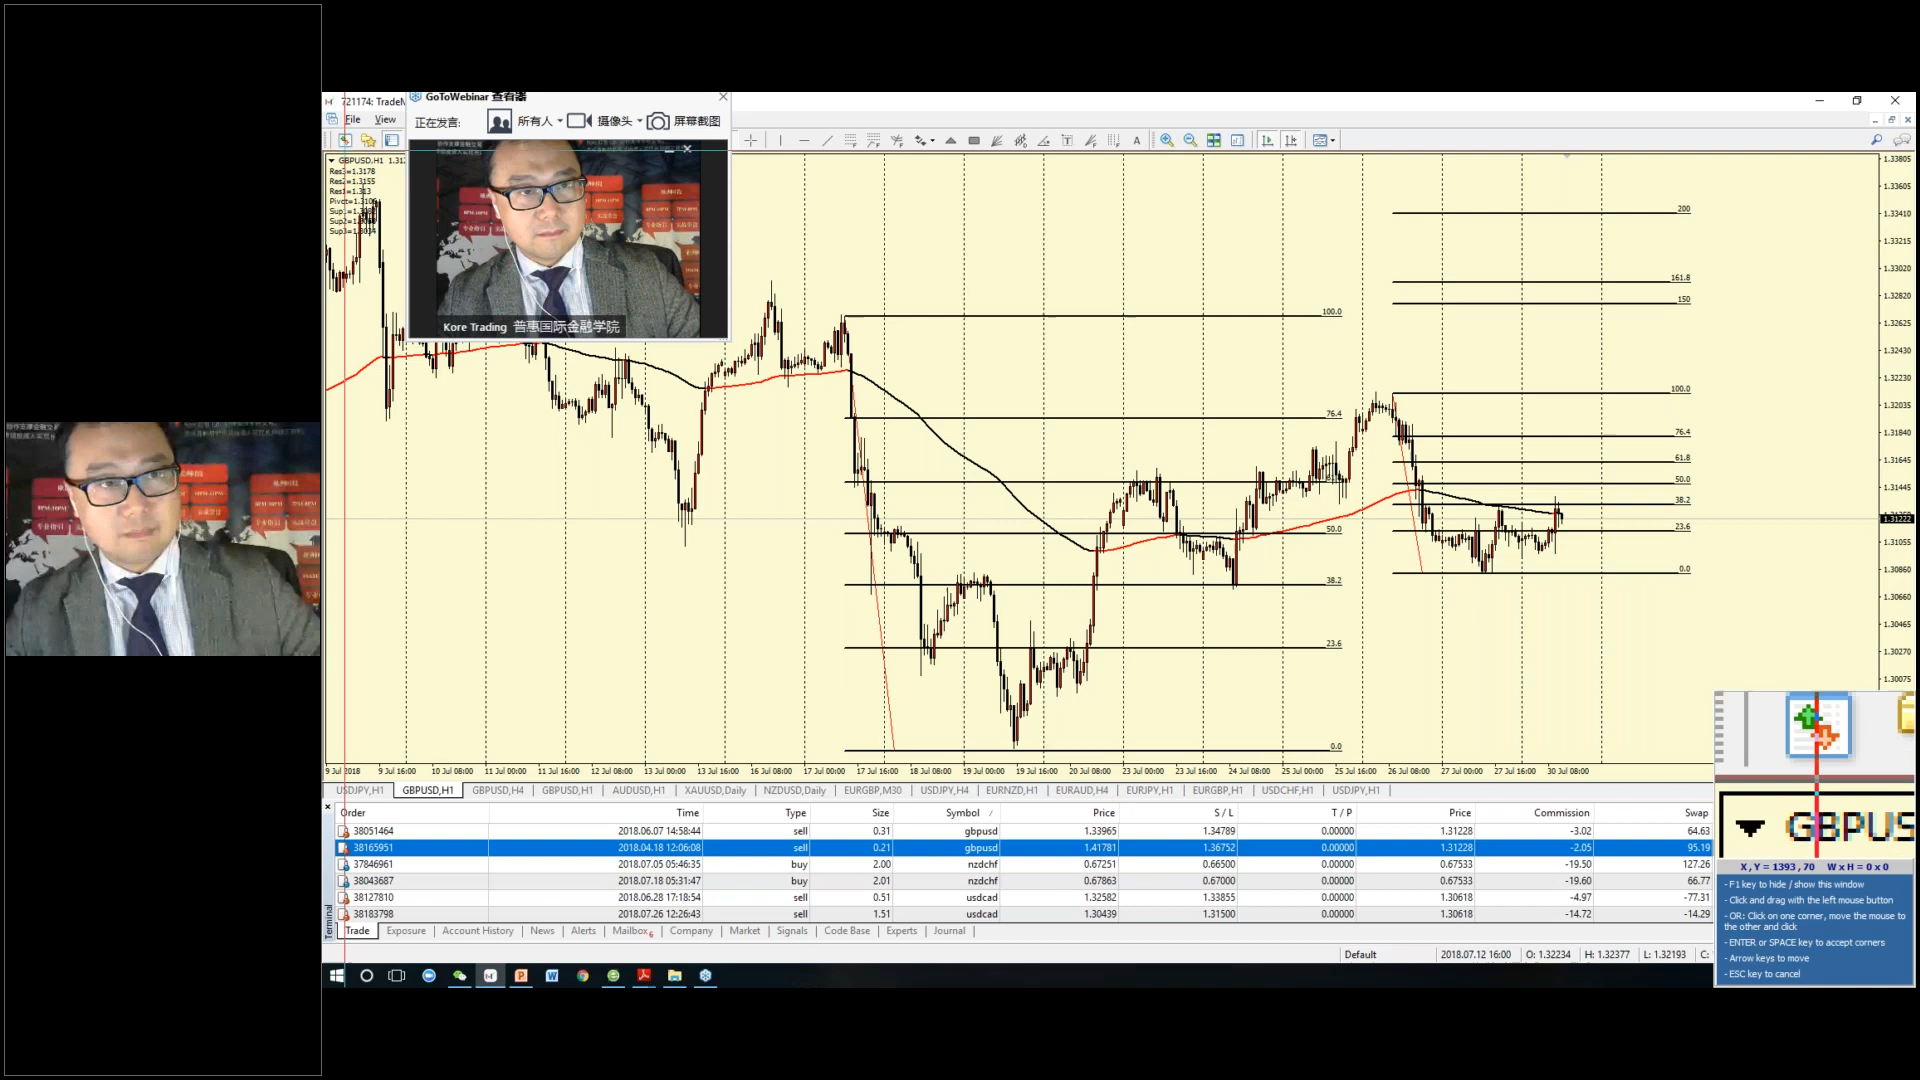 721174: TradeM
GoToWebinar 查看器
File View
正在发言: 所有人 摄像头 屏幕截图
GBPUSD,H1 1.312
Res3=1.3178
Res2=1.3155
Res1=1.313
Sup3=1.3034
Kore Trading 普惠国际金融学院
200
161.8
150
100.0
76.4
50.0
38.2
23.6
0.0
100.0
76.4
61.8
50.0
38.2
23.6
0.0
1.33805
1.33605
1.33410
1.33215
1.33020
1.32820
1.32625
1.32430
1.32230
1.32035
1.31840
1.31645
1.31445
1.31222
1.31055
1.30860
1.30660
1.30465
1.30270
1.30075
9 Jul 2018 9 Jul 16:00 10 Jul 08:00 11 Jul 00:00 11 Jul 16:00 12 Jul 08:00 13 Jul 00:00 13 Jul 16:00 16 Jul 08:00 17 Jul 00:00 17 Jul 16:00 18 Jul 08:00 19 Jul 00:00 19 Jul 16:00 20 Jul 08:00 23 Jul 00:00 23 Jul 16:00 24 Jul 08:00 25 Jul 00:00 25 Jul 16:00 26 Jul 08:00 27 Jul 00:00 27 Jul 16:00 30 Jul 08:00
USDJPY,H1 GBPUSD,H1 GBPUSD,H4 GBPUSD,H1 AUDUSD,H1 XAUUSD,Daily NZDUSD,Daily EURGBP,M30 USDJPY,H4 EURNZD,H1 EURAUD,H4 EURJPY,H1 EURGBP,H1 USDCHF,H1 USDJPY,H1
Order Time Type Size Symbol / Price S / L T / P Price Commission Swap
38051464 2018.06.07 14:58:44 sell 0.31 gbpusd 1.33965 1.34789 0.00000 1.31228 -3.02 64.63
38165951 2018.04.18 12:06:08 sell 0.21 gbpusd 1.41781 1.36752 0.00000 1.31228 -2.05 95.19
37846961 2018.07.05 05:46:35 buy 2.00 nzdchf 0.67251 0.66500 0.00000 0.67533 -19.50 127.26
38043687 2018.07.18 05:31:47 buy 2.01 nzdchf 0.67863 0.67000 0.00000 0.67533 -19.60 66.77
38127810 2018.06.28 17:18:54 sell 0.51 usdcad 1.32582 1.33855 0.00000 1.30618 -4.97 -77.31
38183798 2018.07.26 12:26:43 sell 1.51 usdcad 1.30439 1.31500 0.00000 1.30618 -14.72 -14.29
Terminal
Trade Exposure Account History News Alerts Mailbox 6 Company Market Signals Code Base Experts Journal
Default 2018.07.12 16:00 O: 1.32234 H: 1.32377 L: 1.32193 C:
GBPUS
X, Y = 1393, 70 W x H = 0 x 0
- F1 key to hide / show this window
- Click and drag with the left mouse button
- OR: Click on one corner, move the mouse to
the other and click
- ENTER or SPACE key to accept corners
- Arrow keys to move
- ESC key to cancel